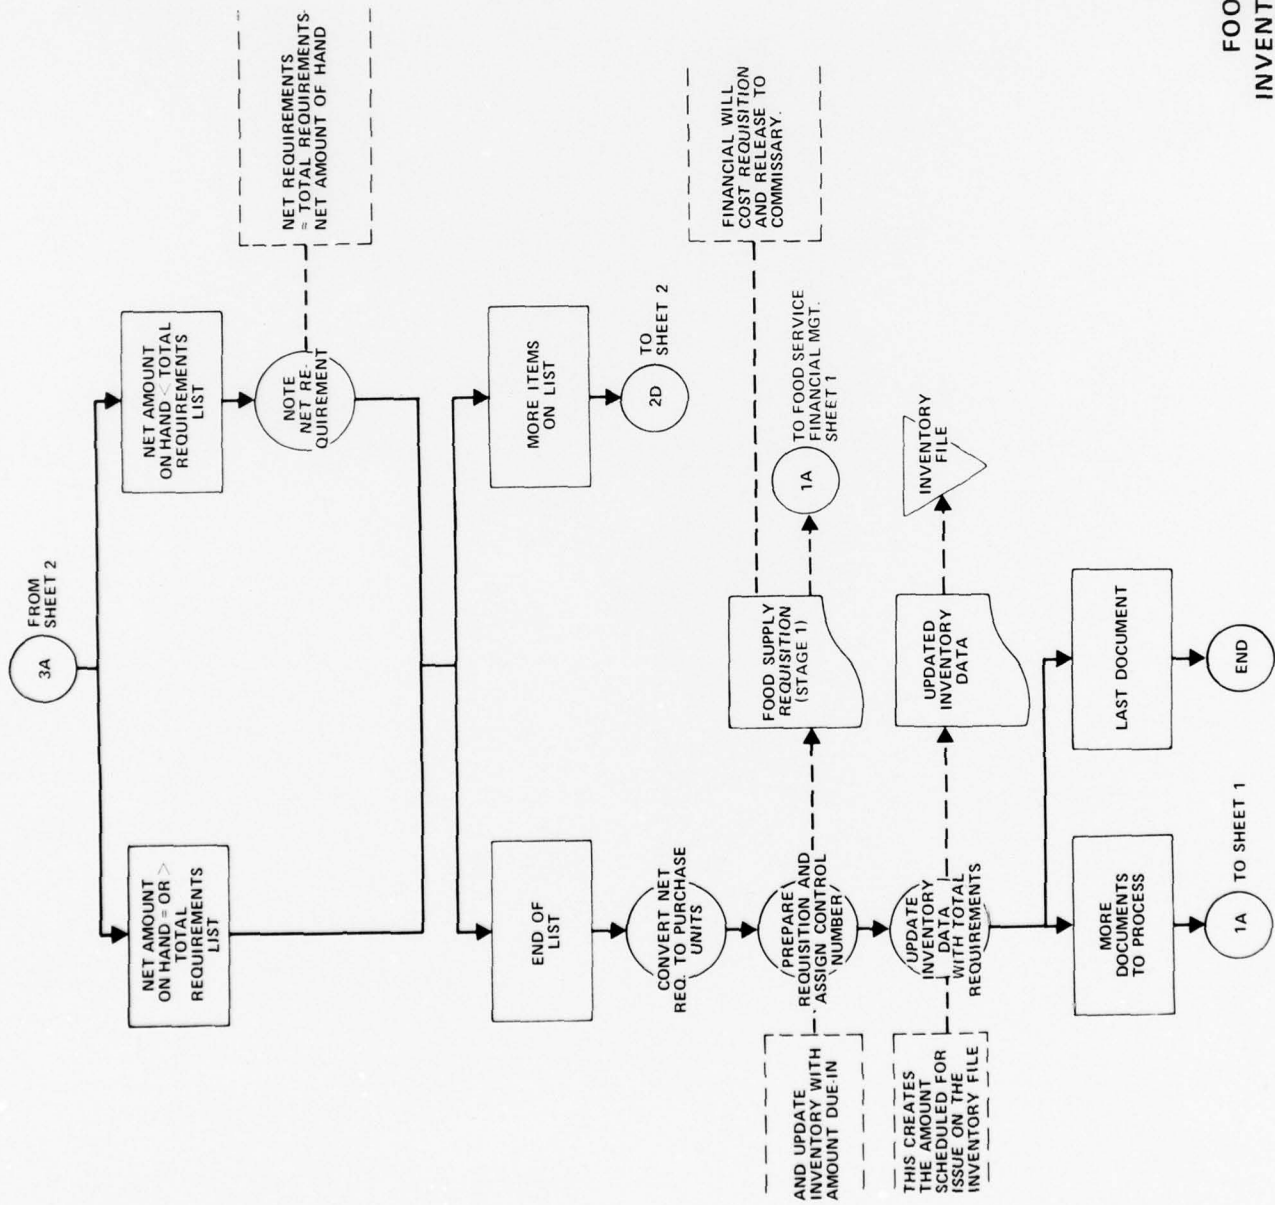 3A
FROM
SHEET 2
NET AMOUNT
ON HAND = OR >
TOTAL
REQUIREMENTS
LIST
NET AMOUNT
ON HAND < TOTAL
REQUIREMENTS
LIST
NOTE
NET RE-
QUIREMENT
NET REQUIREMENTS
= TOTAL REQUIREMENTS-
NET AMOUNT OF HAND
END OF
LIST
MORE ITEMS
ON LIST
2D
TO
SHEET 2
CONVERT NET
REQ. TO PURCHASE
UNITS
PREPARE
REQUISITION AND
ASSIGN CONTROL
NUMBER
AND UPDATE
INVENTORY WITH
AMOUNT DUE-IN
FOOD SUPPLY
REQUISITION
(STAGE 1)
FINANCIAL WILL
COST REQUISITION
AND RELEASE TO
COMMISSARY.
1A
TO FOOD SERVICE
FINANCIAL MGT.
SHEET 1
UPDATE
INVENTORY
DATA
WITH TOTAL
REQUIREMENTS
THIS CREATES
THE AMOUNT
SCHEDULED FOR
ISSUE ON THE
INVENTORY FILE
UPDATED
INVENTORY
DATA
INVENTORY
FILE
MORE
DOCUMENTS
TO PROCESS
LAST DOCUMENT
1A
TO SHEET 1
END
FOO
INVENT